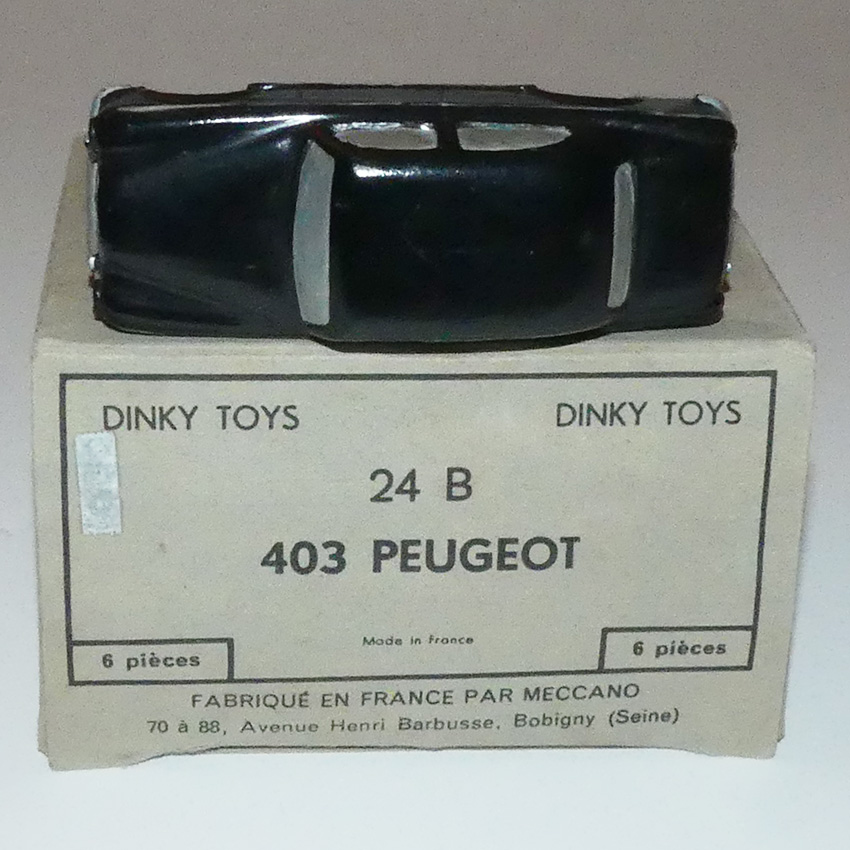 DINKY TOYS DINKY TOYS
24 B
403 PEUGEOT
Made in France
6 pièces 6 pièces
FABRIQUÉ EN FRANCE PAR MECCANO
70 à 88, Avenue Henri Barbusse. Bobigny (Seine)